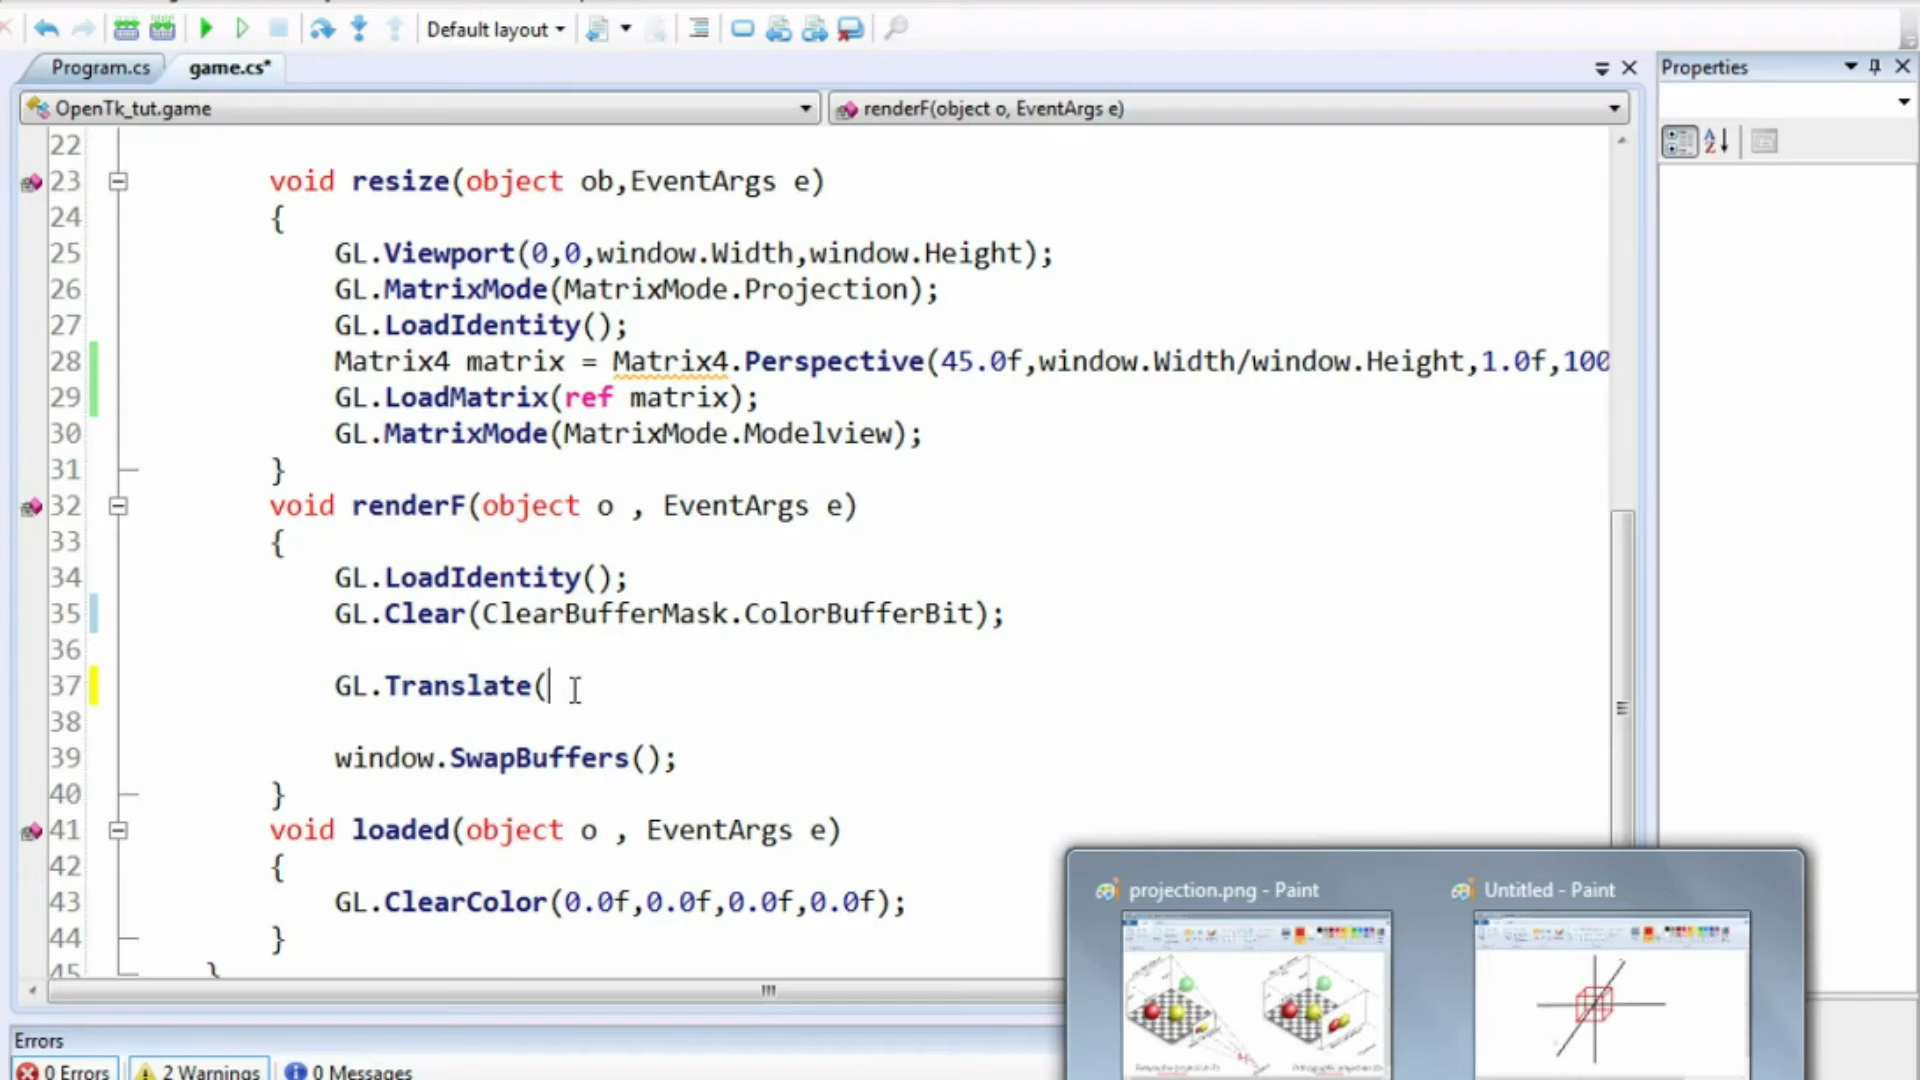 Default layout
Program.cs
game.cs*
Properties
OpenTk_tut.game
renderF(object o, EventArgs e)
22
23 void resize(object ob,EventArgs e)
24 {
25 GL.Viewport(0,0,window.Width,window.Height);
26 GL.MatrixMode(MatrixMode.Projection);
27 GL.LoadIdentity();
28 Matrix4 matrix = Matrix4.Perspective(45.0f,window.Width/window.Height,1.0f,100
29 GL.LoadMatrix(ref matrix);
30 GL.MatrixMode(MatrixMode.Modelview);
31 }
32 void renderF(object o , EventArgs e)
33 {
34 GL.LoadIdentity();
35 GL.Clear(ClearBufferMask.ColorBufferBit);
36
37 GL.Translate(
38
39 window.SwapBuffers();
40 }
41 void loaded(object o , EventArgs e)
42 {
43 GL.ClearColor(0.0f,0.0f,0.0f,0.0f);
44 }
45 }
projection.png - Paint
Untitled - Paint
Errors
0 Errors
2 Warnings
0 Messages